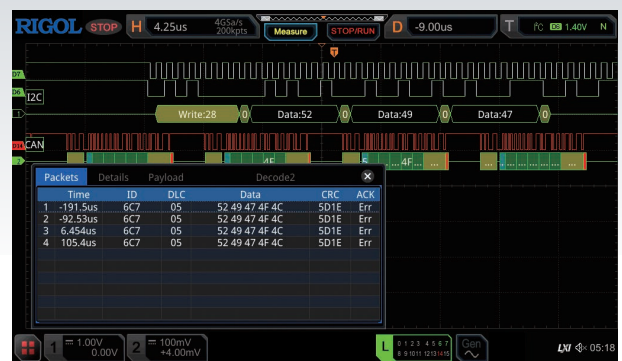 RIGOL STOP H 4.25us 4GSa/s 200kpts Measure STOP/RUN D -9.00us T I²C D8 1.40V N
T
D7
D6 I2C
Write:28 0 Data:52 0 Data:49 0 Data:47 0
CAN
4F 4F ... ...
Packets Details Payload Decode2
Time ID DLC Data CRC ACK
1 -191.5us 6C7 05 52 49 47 4F 4C 5D1E Err
2 -92.53us 6C7 05 52 49 47 4F 4C 5D1E Err
3 6.454us 6C7 05 52 49 47 4F 4C 5D1E Err
4 105.4us 6C7 05 52 49 47 4F 4C 5D1E Err
1 1.00V 0.00V 2 100mV +4.00mV L 0 1 2 3 4 5 6 7 8 9 10 11 12 13 14 15 Gen LXI 05:18